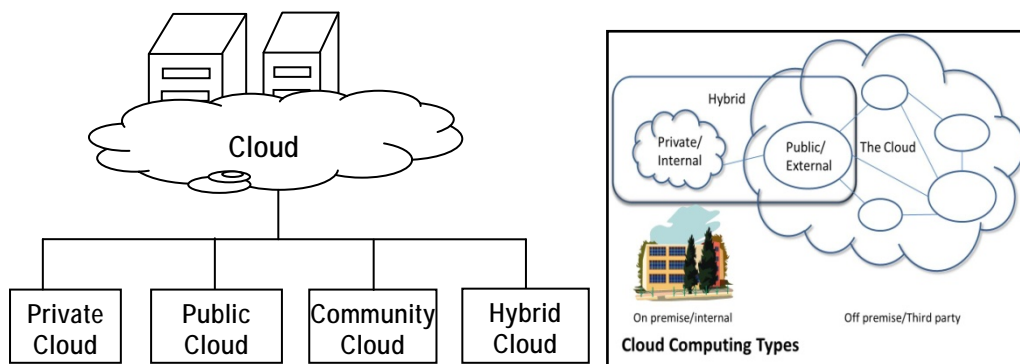 Cloud
Private
Cloud
Public
Cloud
Community
Cloud
Hybrid
Cloud
Hybrid
Private/
Internal
Public/
External
The Cloud
On premise/internal
Off premise/Third party
Cloud Computing Types